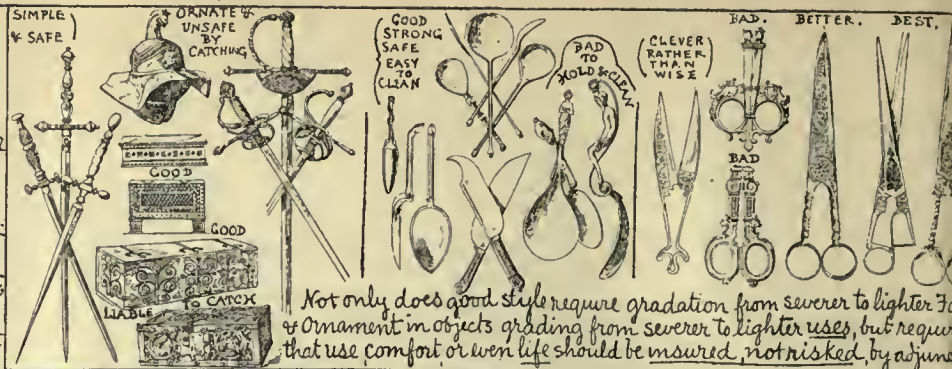 SIMPLE
& SAFE
ORNATE &
UNSAFE
BY
CATCHING
GOOD
GOOD
LIABLE
TO CATCH
GOOD
STRONG
SAFE
EASY
TO
CLEAN
BAD
TO
HOLD & CLEAN
CLEVER
RATHER
THAN
WISE
BAD.
BAD
BETTER.
BEST.
Not only does good style require gradation from severer to lighter
& Ornament in objects grading from severer to lighter uses, but requ
that use comfort, or even life should be insured, not risked, by adjun